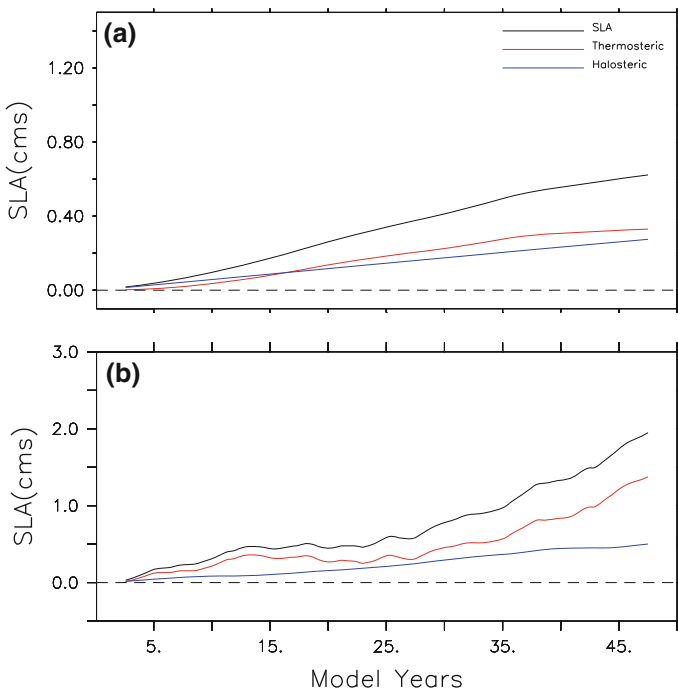 (a)
SLA
Thermosteric
Halosteric
1.20
0.80
0.40
0.00
SLA(cms)
(b)
3.0
2.0
1.0
0.0
SLA(cms)
5. 15. 25. 35. 45.
Model Years